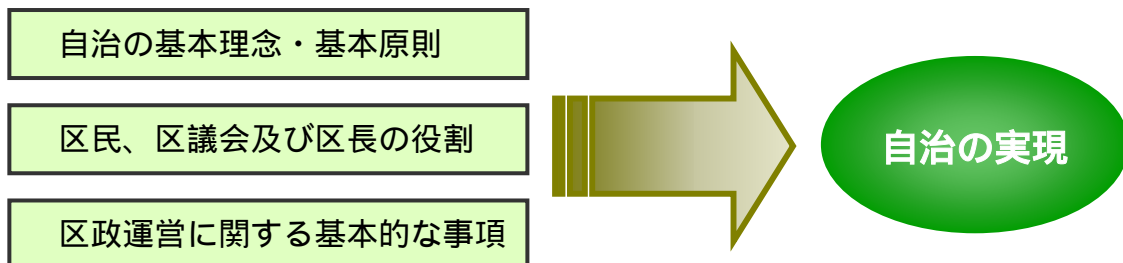 自治の基本理念・基本原則
区民、区議会及び区長の役割
区政運営に関する基本的な事項
自治の実現